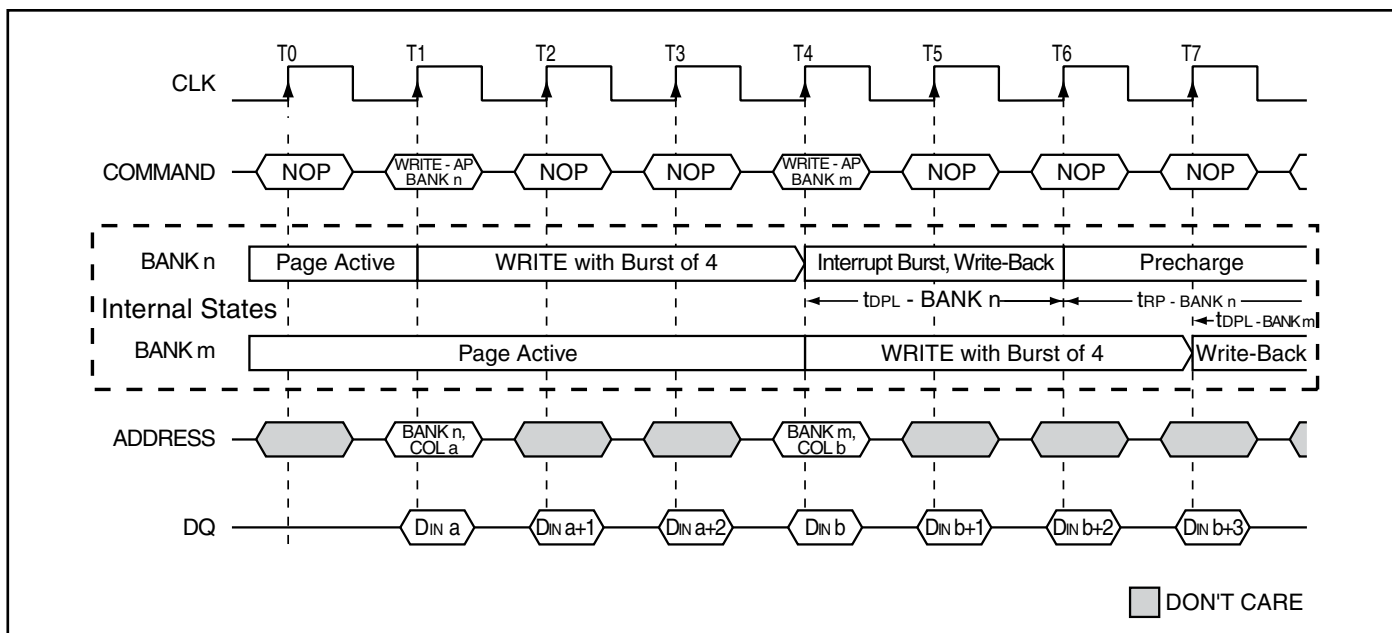 T0 T1 T2 T3 T4 T5 T6 T7
CLK
COMMAND NOP WRITE - AP BANK n NOP NOP WRITE - AP BANK m NOP NOP NOP
BANK n Page Active WRITE with Burst of 4 Interrupt Burst, Write-Back Precharge
tDPL - BANK n tRP - BANK n
Internal States
tDPL - BANK m
BANK m Page Active WRITE with Burst of 4 Write-Back
ADDRESS BANK n, COL a BANK m, COL b
DQ DIN a DIN a+1 DIN a+2 DIN b DIN b+1 DIN b+2 DIN b+3
DON'T CARE